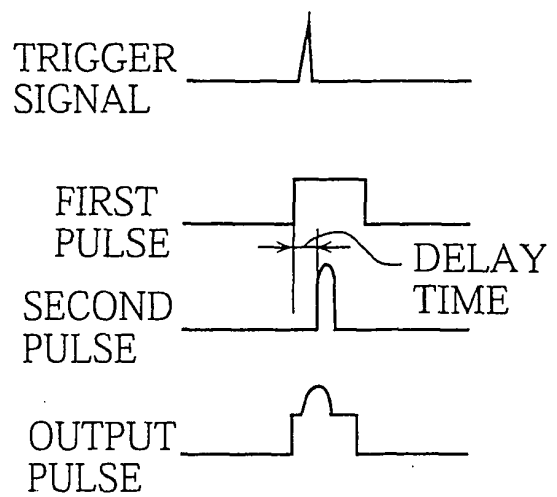 TRIGGER
SIGNAL
FIRST
PULSE
DELAY
TIME
SECOND
PULSE
OUTPUT
PULSE